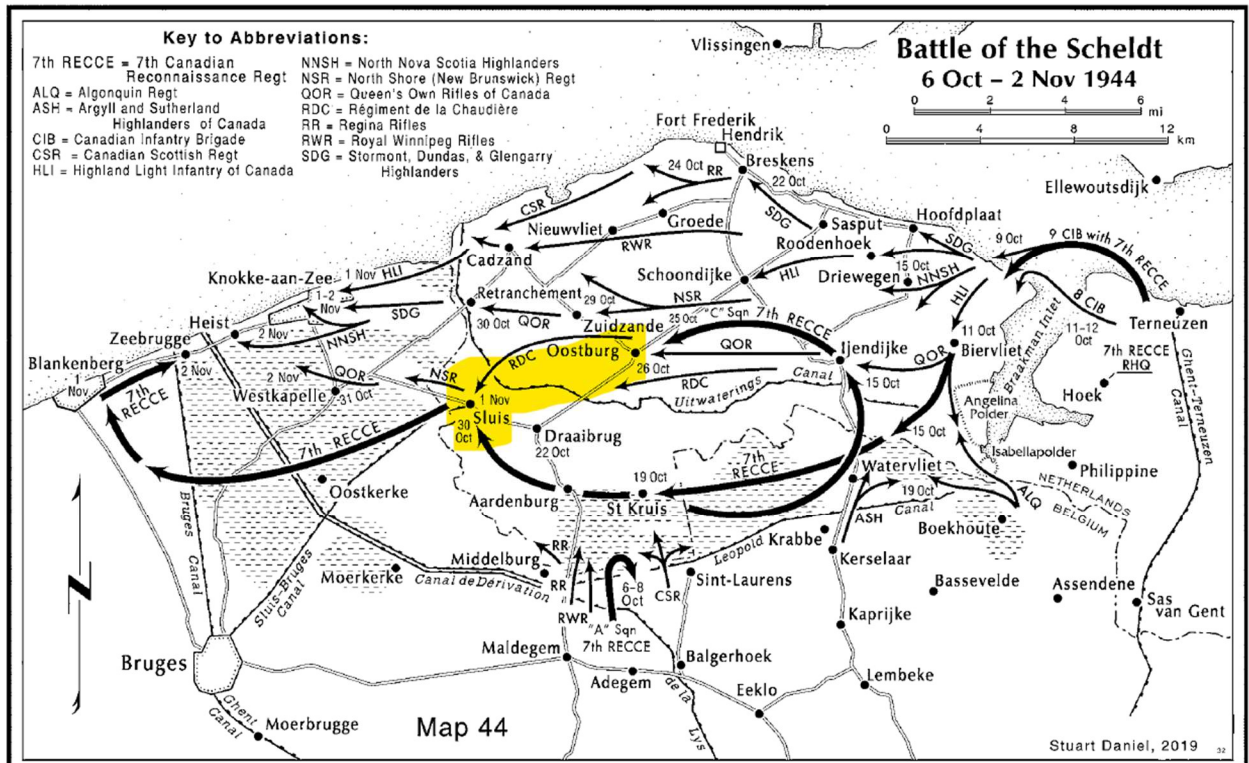 Key to Abbreviations:
7th RECCE = 7th Canadian
Reconnaissance Regt
ALQ = Algonquin Regt
ASH = Argyll and Sutherland
Highlanders of Canada
CIB = Canadian Infantry Brigade
CSR = Canadian Scottish Regt
HLI = Highland Light Infantry of Canada
NNSH = North Nova Scotia Highlanders
NSR = North Shore (New Brunswick) Regt
QOR = Queen's Own Rifles of Canada
RDC = Régiment de la Chaudière
RR = Regina Rifles
RWR = Royal Winnipeg Rifles
SDG = Stormont, Dundas, & Glengarry
Highlanders
Vlissingen
Battle of the Scheldt
6 Oct – 2 Nov 1944
0 2 4 6
mi
0 4 8 12
km
Fort Frederik
Hendrik
Breskens
24 Oct
RR
22 Oct
Ellewoutsdijk
CSR
Groede
SDG
Sasput
Hoofdplaat
Nieuwvliet
RWR
Roodenhoek
SDG
9 Oct
9 CIB with 7th
RECCE
Cadzand
HLI
Driewegen
15 Oct
NNSH
Knokke-aan-Zee
1 Nov
HLI
Schoondijke
HLI
8 CIB
1-2
Nov
Retranchement
29 Oct
NSR
"C" Sqn
7th RECCE
11-12
Oct
Terneuzen
Heist
SDG
30 Oct
QOR
Zuidzande
25 Oct
11 Oct
Biervliet
Braakman Inlet
7th RECCE
RHQ
Zeebrugge
2 Nov
NNSH
Oostburg
QOR
Ijendijke
QOR
Blankenberg
1
Nov
2 Nov
RDC
26 Oct
Canal
15 Oct
Hoek
7th
RECCE
2 Nov
QOR
NSR
RDC
Uitwaterings
Angelina
Polder
Ghent-Terneuzen
Canal
Westkapelle
31 Oct
1 Nov
Sluis
30
Oct
Draaibrug
22 Oct
15 Oct
Isabellapolder
7th RECCE
19 Oct
7th
RECCE
Watervliet
Philippine
Oostkerke
Aardenburg
St Kruis
19 Oct
ALQ
NETHERLANDS
BELGIUM
Bruges
Canal
ASH
Canal
Boekhoute
Leopold
Krabbe
Kerselaar
Sluis-Bruges
Canal
Moerkerke
Canal de Dérivation
Middelburg
RR
RR
6-8
Oct
CSR
Sint-Laurens
Bassevelde
Assendene
Sas
van Gent
RWR
"A" Sqn
7th RECCE
Kaprijke
Bruges
Maldegem
Balgerhoek
Adegem
de la
Lys
Lembeke
Eeklo
Ghent
Canal
Moerbrugge
Map 44
N
Stuart Daniel, 2019
32